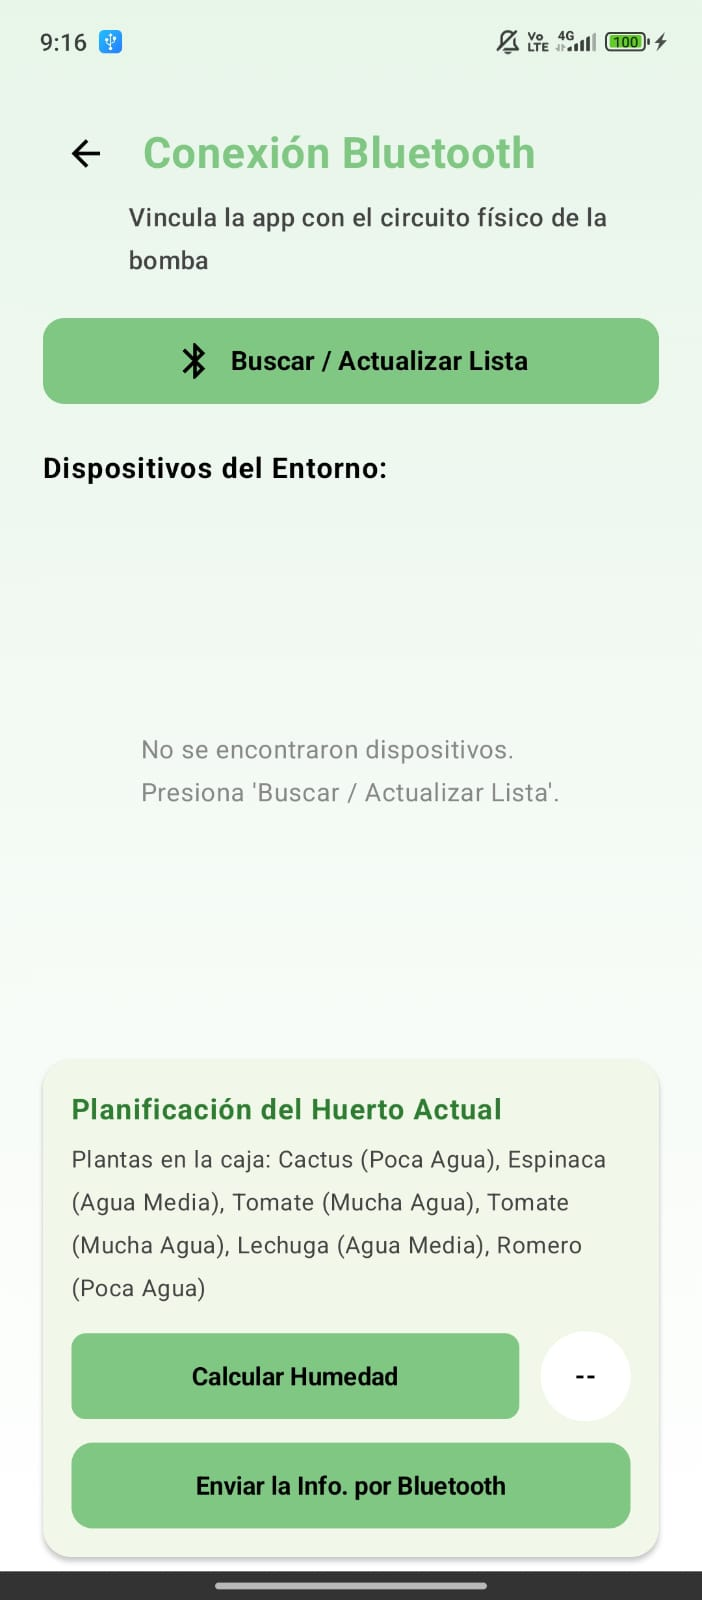 9:16 Vo LTE 4G 100
Conexión Bluetooth
Vincula la app con el circuito físico de la
bomba
Buscar / Actualizar Lista
Dispositivos del Entorno:
No se encontraron dispositivos.
Presiona 'Buscar / Actualizar Lista'.
Planificación del Huerto Actual
Plantas en la caja: Cactus (Poca Agua), Espinaca
(Agua Media), Tomate (Mucha Agua), Tomate
(Mucha Agua), Lechuga (Agua Media), Romero
(Poca Agua)
Calcular Humedad --
Enviar la Info. por Bluetooth